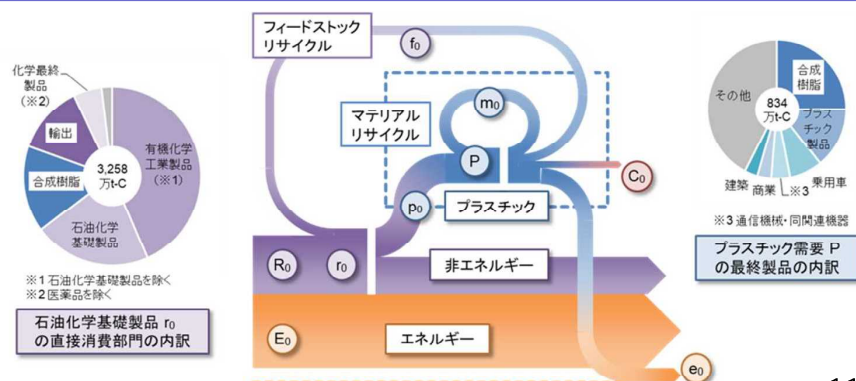 フィードストック
リサイクル
f₀
マテリアル
リサイクル
m₀
P
p₀
プラスチック
C₀
R₀
r₀
非エネルギー
E₀
エネルギー
e₀
化学最終
製品
(※2)
輸出
合成樹脂
石油化学
基礎製品
有機化学
工業製品
(※1)
3,258
万t-C
※1 石油化学基礎製品を除く
※2 医薬品を除く
石油化学基礎製品 r₀
の直接消費部門の内訳
その他
合成
樹脂
プラス
チック
製品
834
万t-C
建築
商業
※3
乗用車
※3 通信機械・同関連機器
プラスチック需要 P
の最終製品の内訳